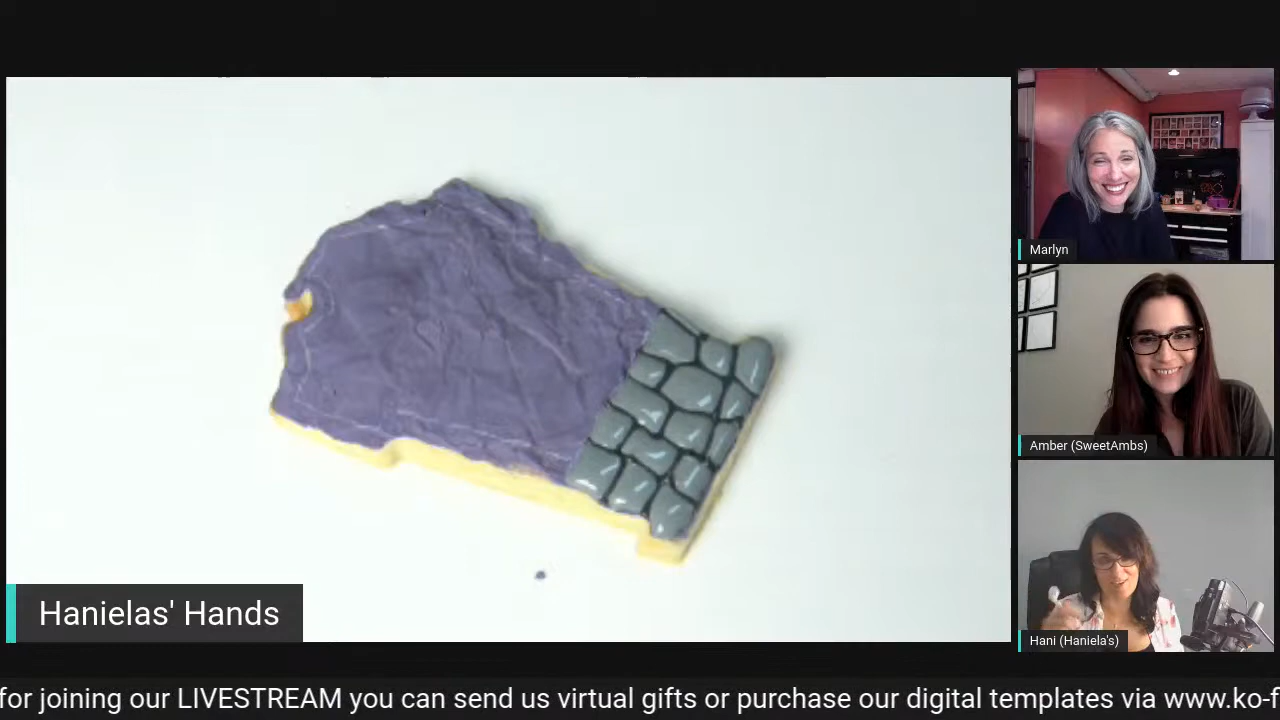 Marlyn
Amber (SweetAmbs)
Hanielas' Hands
Hani (Haniela's)
for joining our LIVESTREAM you can send us virtual gifts or purchase our digital templates via www.ko-f